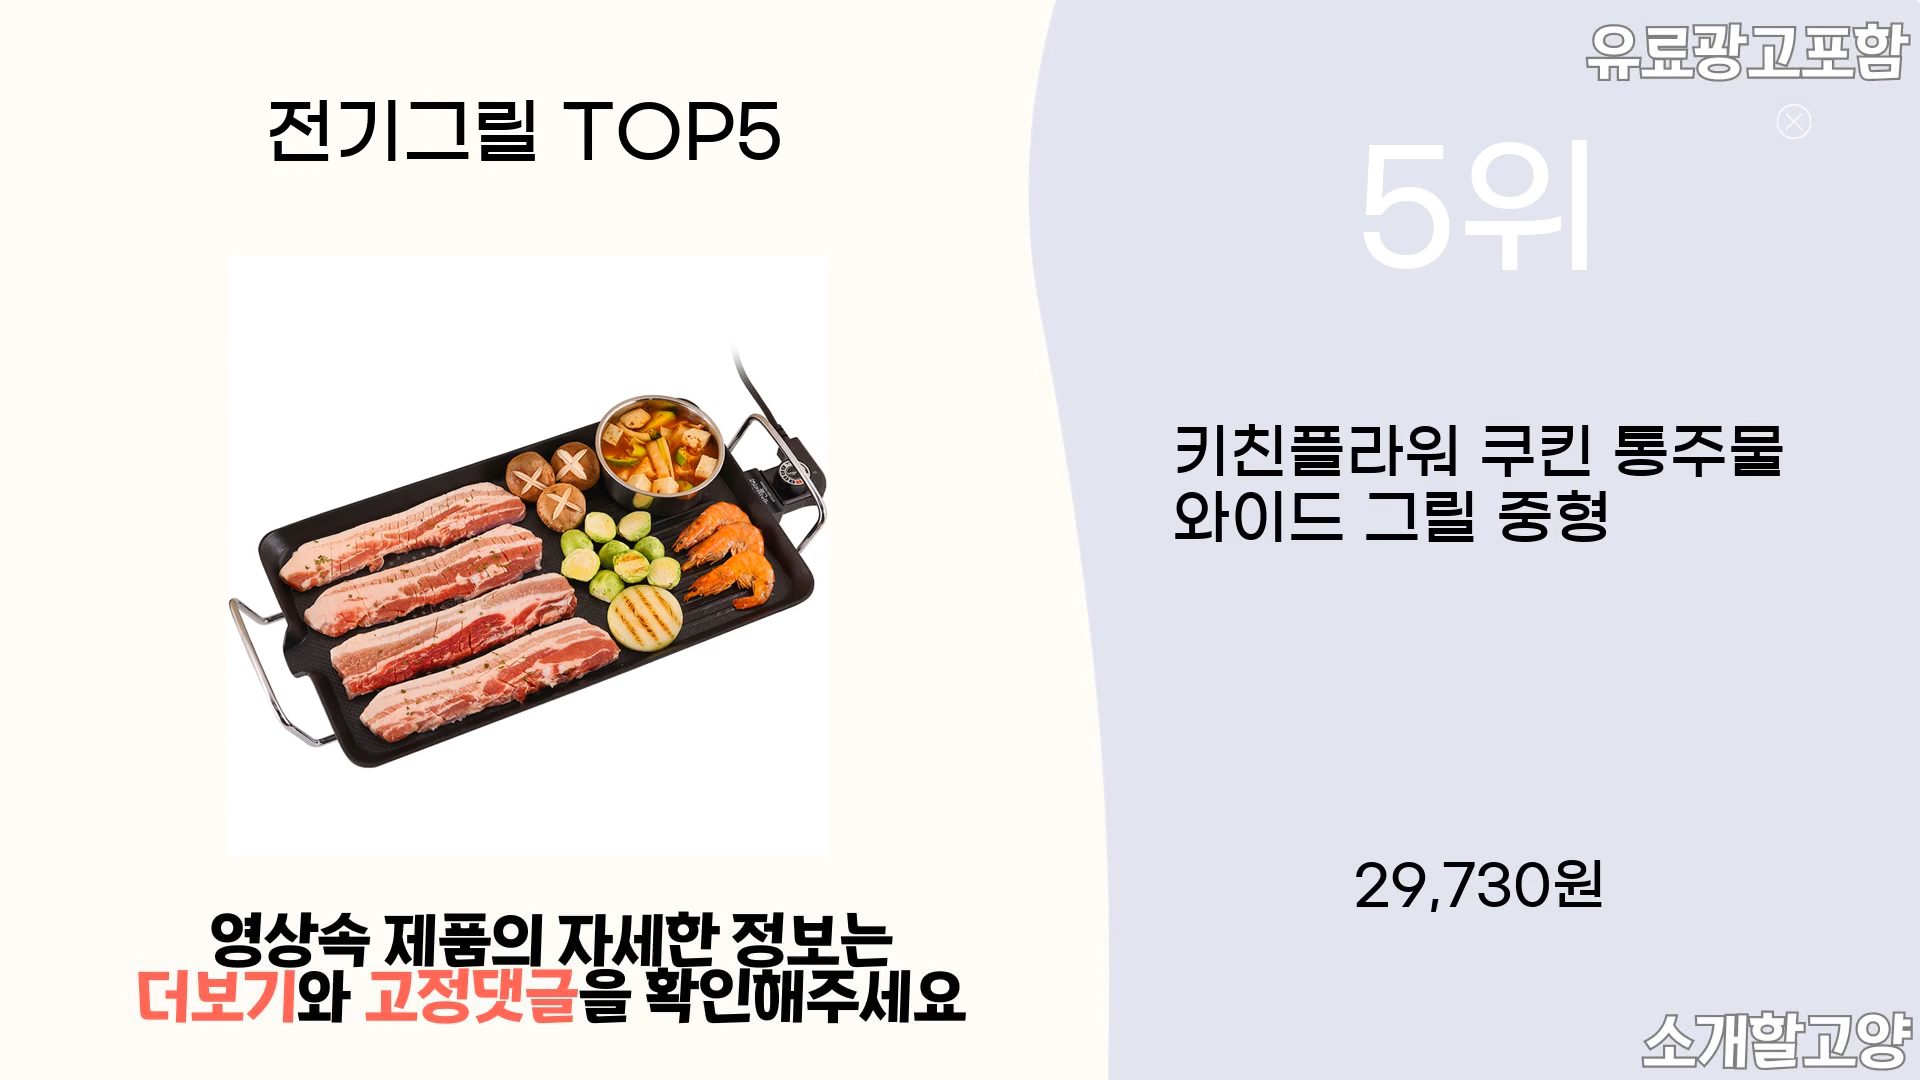 유료광고포함
전기그릴 TOP5
5위
키친플라워 쿠킨 통주물
와이드 그릴 중형
29,730원
영상속 제품의 자세한 정보는
더보기와 고정댓글을 확인해주세요
소개할고양